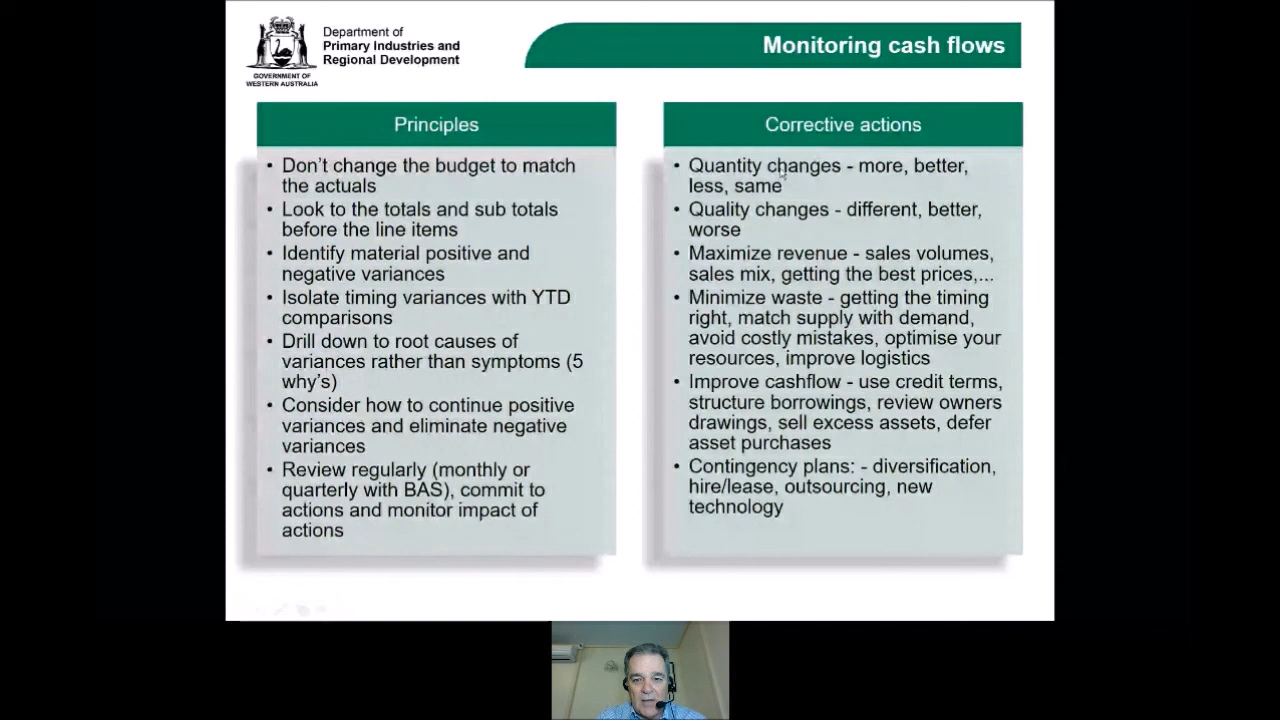 Department of
Primary Industries and
Regional Development
GOVERNMENT OF
WESTERN AUSTRALIA
Monitoring cash flows
Principles
• Don't change the budget to match
the actuals
• Look to the totals and sub totals
before the line items
• Identify material positive and
negative variances
• Isolate timing variances with YTD
comparisons
• Drill down to root causes of
variances rather than symptoms (5
why's)
• Consider how to continue positive
variances and eliminate negative
variances
• Review regularly (monthly or
quarterly with BAS), commit to
actions and monitor impact of
actions
Corrective actions
• Quantity changes - more, better,
less, same
• Quality changes - different, better,
worse
• Maximize revenue - sales volumes,
sales mix, getting the best prices,...
• Minimize waste - getting the timing
right, match supply with demand,
avoid costly mistakes, optimise your
resources, improve logistics
• Improve cashflow - use credit terms,
structure borrowings, review owners
drawings, sell excess assets, defer
asset purchases
• Contingency plans: - diversification,
hire/lease, outsourcing, new
technology